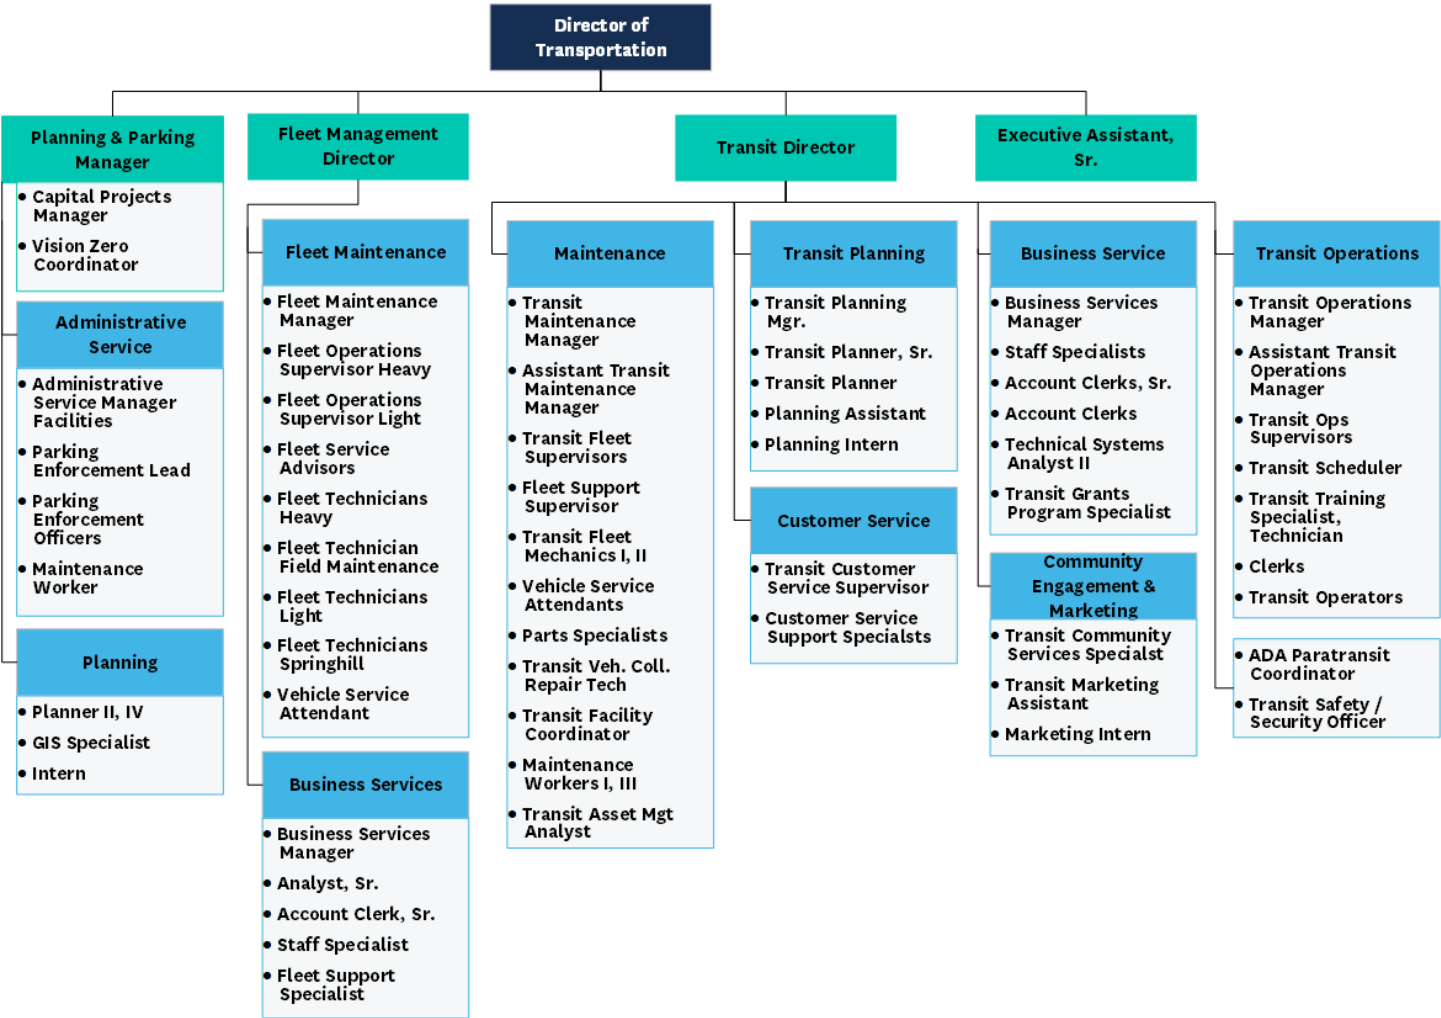 Director of
Transportation
Planning & Parking
Manager
• Capital Projects
Manager
• Vision Zero
Coordinator
Administrative
Service
• Administrative
Service Manager
Facilities
• Parking
Enforcement Lead
• Parking
Enforcement
Officers
• Maintenance
Worker
Planning
• Planner II, IV
• GIS Specialist
• Intern
Fleet Management
Director
Fleet Maintenance
• Fleet Maintenance
Manager
• Fleet Operations
Supervisor Heavy
• Fleet Operations
Supervisor Light
• Fleet Service
Advisors
• Fleet Technicians
Heavy
• Fleet Technician
Field Maintenance
• Fleet Technicians
Light
• Fleet Technicians
Springhill
• Vehicle Service
Attendant
Business Services
• Business Services
Manager
• Analyst, Sr.
• Account Clerk, Sr.
• Staff Specialist
• Fleet Support
Specialist
Transit Director
Maintenance
• Transit
Maintenance
Manager
• Assistant Transit
Maintenance
Manager
• Transit Fleet
Supervisors
• Fleet Support
Supervisor
• Transit Fleet
Mechanics I, II
• Vehicle Service
Attendants
• Parts Specialists
• Transit Veh. Coll.
Repair Tech
• Transit Facility
Coordinator
• Maintenance
Workers I, III
• Transit Asset Mgt
Analyst
Transit Planning
• Transit Planning
Mgr.
• Transit Planner, Sr.
• Transit Planner
• Planning Assistant
• Planning Intern
Customer Service
• Transit Customer
Service Supervisor
• Customer Service
Support Specialsts
Business Service
• Business Services
Manager
• Staff Specialists
• Account Clerks, Sr.
• Account Clerks
• Technical Systems
Analyst II
• Transit Grants
Program Specialist
Community
Engagement &
Marketing
• Transit Community
Services Specialst
• Transit Marketing
Assistant
• Marketing Intern
Transit Operations
• Transit Operations
Manager
• Assistant Transit
Operations
Manager
• Transit Ops
Supervisors
• Transit Scheduler
• Transit Training
Specialist,
Technician
• Clerks
• Transit Operators
• ADA Paratransit
Coordinator
• Transit Safety /
Security Officer
Executive Assistant,
Sr.